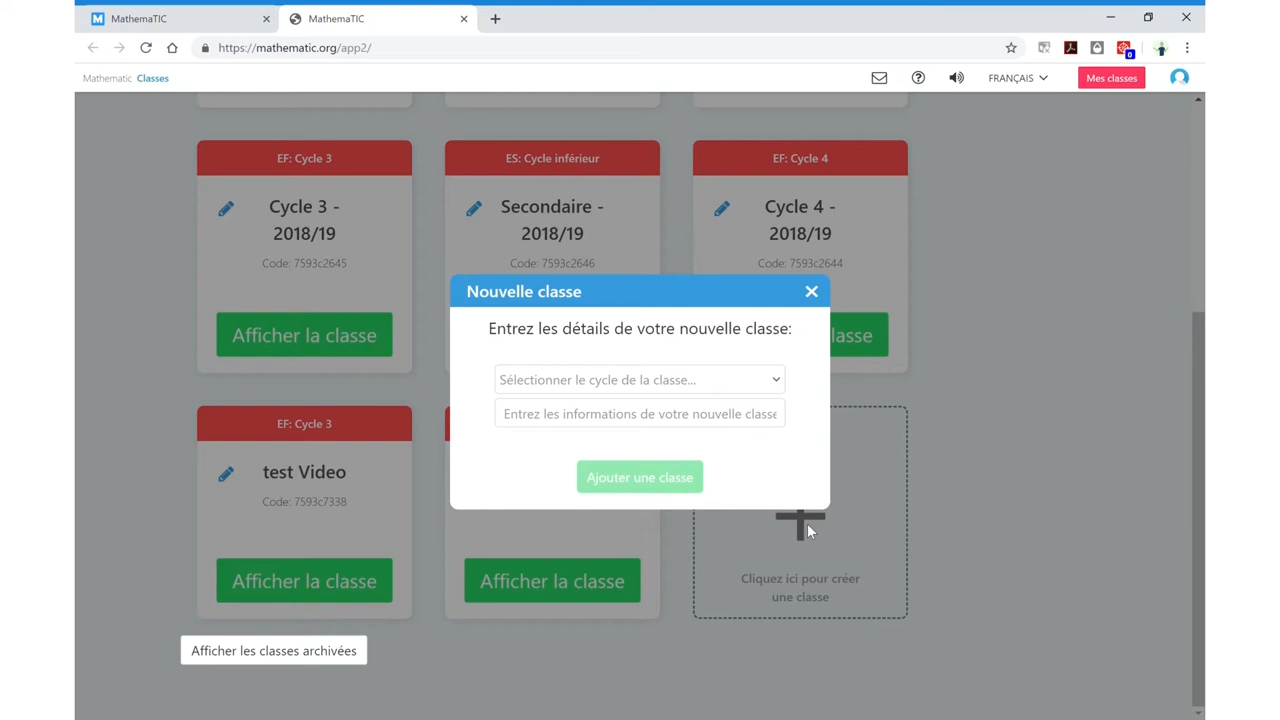 MathemaTIC
MathemaTIC
https://mathematic.org/app2/
0
Mathematic Classes
FRANÇAIS
Mes classes
EF: Cycle 3
ES: Cycle inférieur
EF: Cycle 4
Cycle 3 -
2018/19
Secondaire -
2018/19
Cycle 4 -
2018/19
Code: 7593c2645
Code: 7593c2646
Code: 7593c2644
Nouvelle classe
Entrez les détails de votre nouvelle classe:
Afficher la classe
classe
Sélectionner le cycle de la classe...
Entrez les informations de votre nouvelle classe
EF: Cycle 3
test Video
Ajouter une classe
Code: 7593c7338
Afficher la classe
Afficher la classe
Cliquez ici pour créer
une classe
Afficher les classes archivées